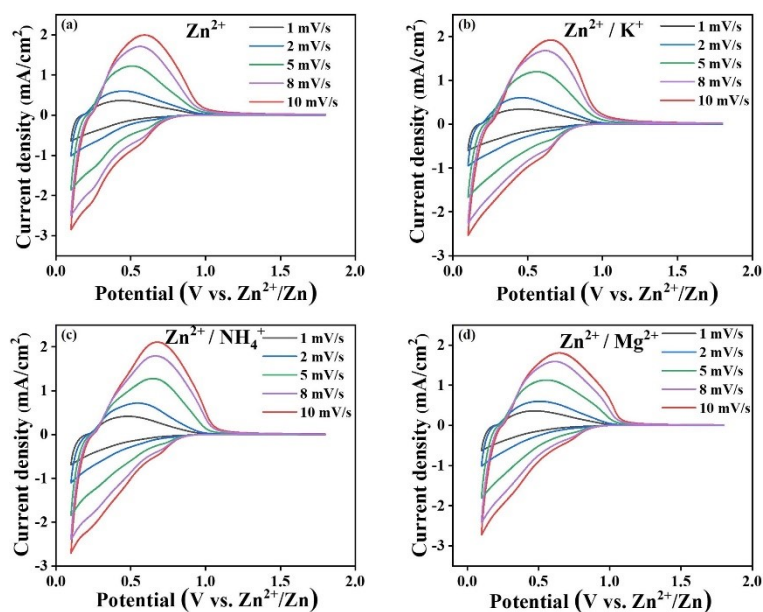 (a)
Zn²⁺
1 mV/s
2 mV/s
5 mV/s
8 mV/s
10 mV/s
Current density (mA/cm²)
2
1
0
-1
-2
-3
0.0 0.5 1.0 1.5 2.0
Potential (V vs. Zn²⁺/Zn)
(b)
Zn²⁺ / K⁺
1 mV/s
2 mV/s
5 mV/s
8 mV/s
10 mV/s
Current density (mA/cm²)
2
1
0
-1
-2
-3
0.0 0.5 1.0 1.5 2.0
Potential (V vs. Zn²⁺/Zn)
(c)
Zn²⁺ / NH₄⁺
1 mV/s
2 mV/s
5 mV/s
8 mV/s
10 mV/s
Current density (mA/cm²)
2
1
0
-1
-2
-3
0.0 0.5 1.0 1.5 2.0
Potential (V vs. Zn²⁺/Zn)
(d)
Zn²⁺ / Mg²⁺
1 mV/s
2 mV/s
5 mV/s
8 mV/s
10 mV/s
Current density (mA/cm²)
2
1
0
-1
-2
-3
0.0 0.5 1.0 1.5 2.0
Potential (V vs. Zn²⁺/Zn)